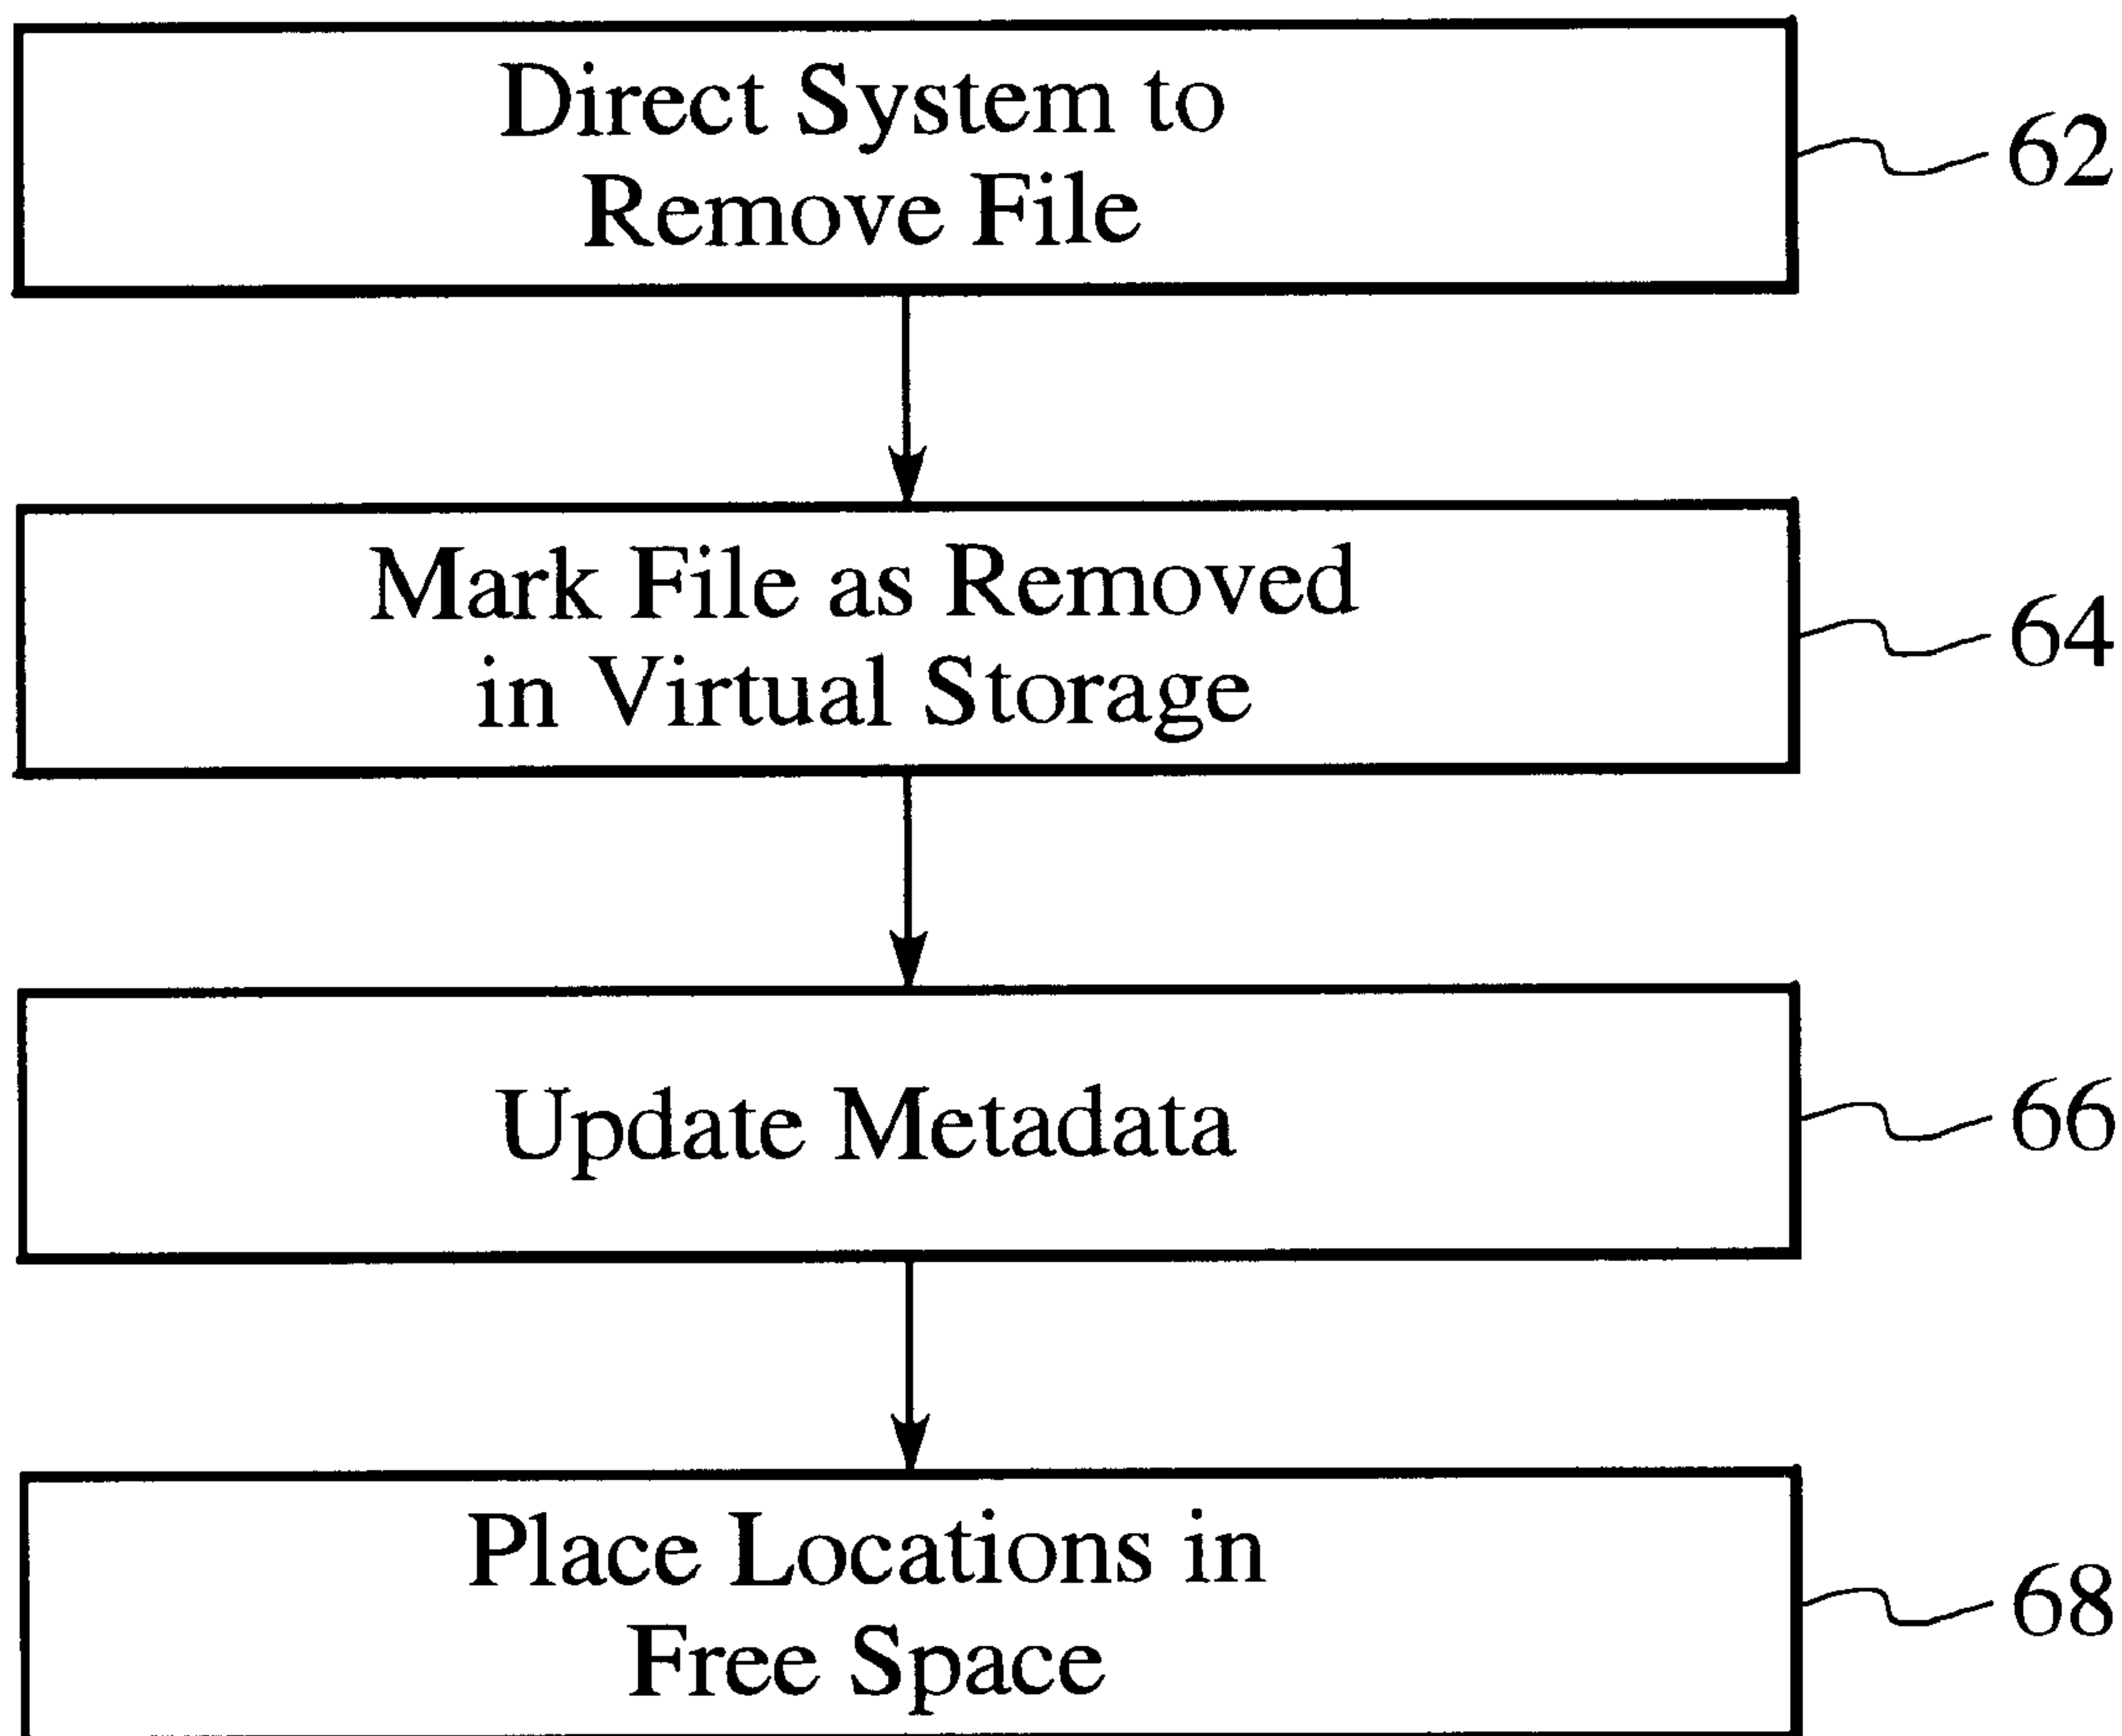 Direct System to
Remove File
62
Mark File as Removed
in Virtual Storage
64
Update Metadata
66
Place Locations in
Free Space
68